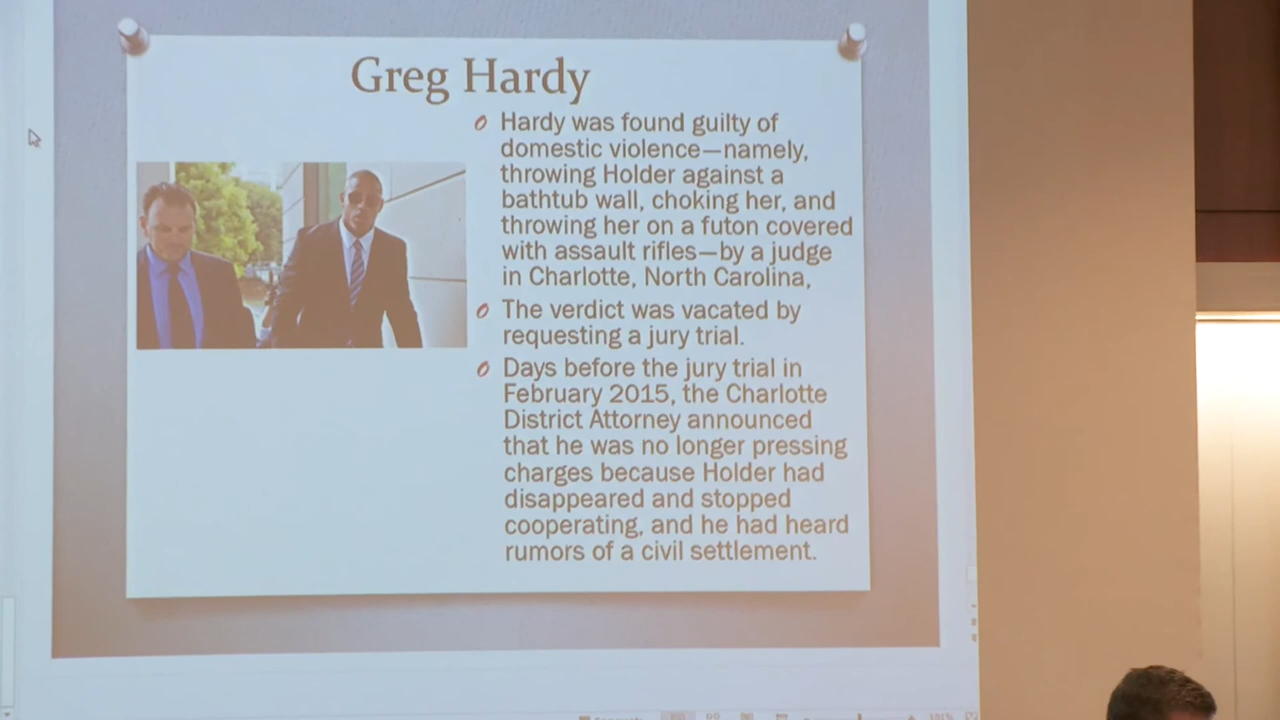 Greg Hardy
Hardy was found guilty of
domestic violence—namely,
throwing Holder against a
bathtub wall, choking her, and
throwing her on a futon covered
with assault rifles—by a judge
in Charlotte, North Carolina,
The verdict was vacated by
requesting a jury trial.
Days before the jury trial in
February 2015, the Charlotte
District Attorney announced
that he was no longer pressing
charges because Holder had
disappeared and stopped
cooperating, and he had heard
rumors of a civil settlement.